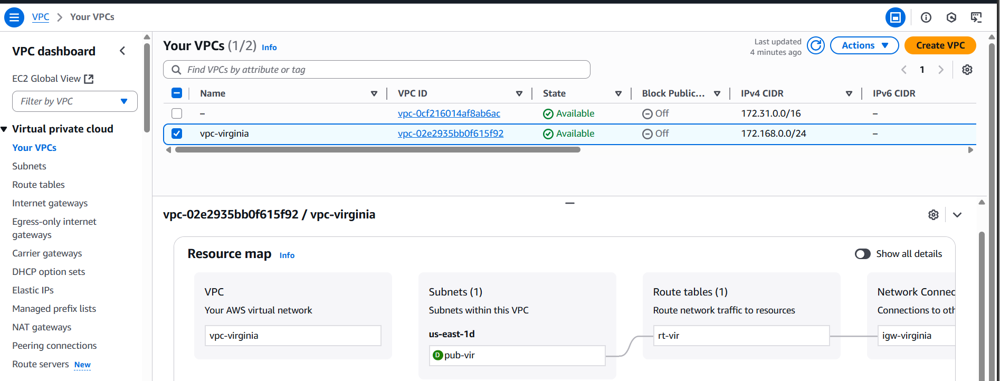 VPC > Your VPCs
VPC dashboard
EC2 Global View
Filter by VPC
Virtual private cloud
Your VPCs
Subnets
Route tables
Internet gateways
Egress-only internet
gateways
Carrier gateways
DHCP option sets
Elastic IPs
Managed prefix lists
NAT gateways
Peering connections
Route servers New
Your VPCs (1/2) Info
Last updated
4 minutes ago
Actions
Create VPC
Find VPCs by attribute or tag
1
Name VPC ID State Block Public... IPv4 CIDR IPv6 CIDR
– vpc-0cf216014af8ab6ac Available Off 172.31.0.0/16 –
vpc-virginia vpc-02e2935bb0f615f92 Available Off 172.168.0.0/24 –
vpc-02e2935bb0f615f92 / vpc-virginia
Resource map Info
Show all details
VPC
Your AWS virtual network
vpc-virginia
Subnets (1)
Subnets within this VPC
us-east-1d
D pub-vir
Route tables (1)
Route network traffic to resources
rt-vir
Network Connec
Connections to oth
igw-virginia